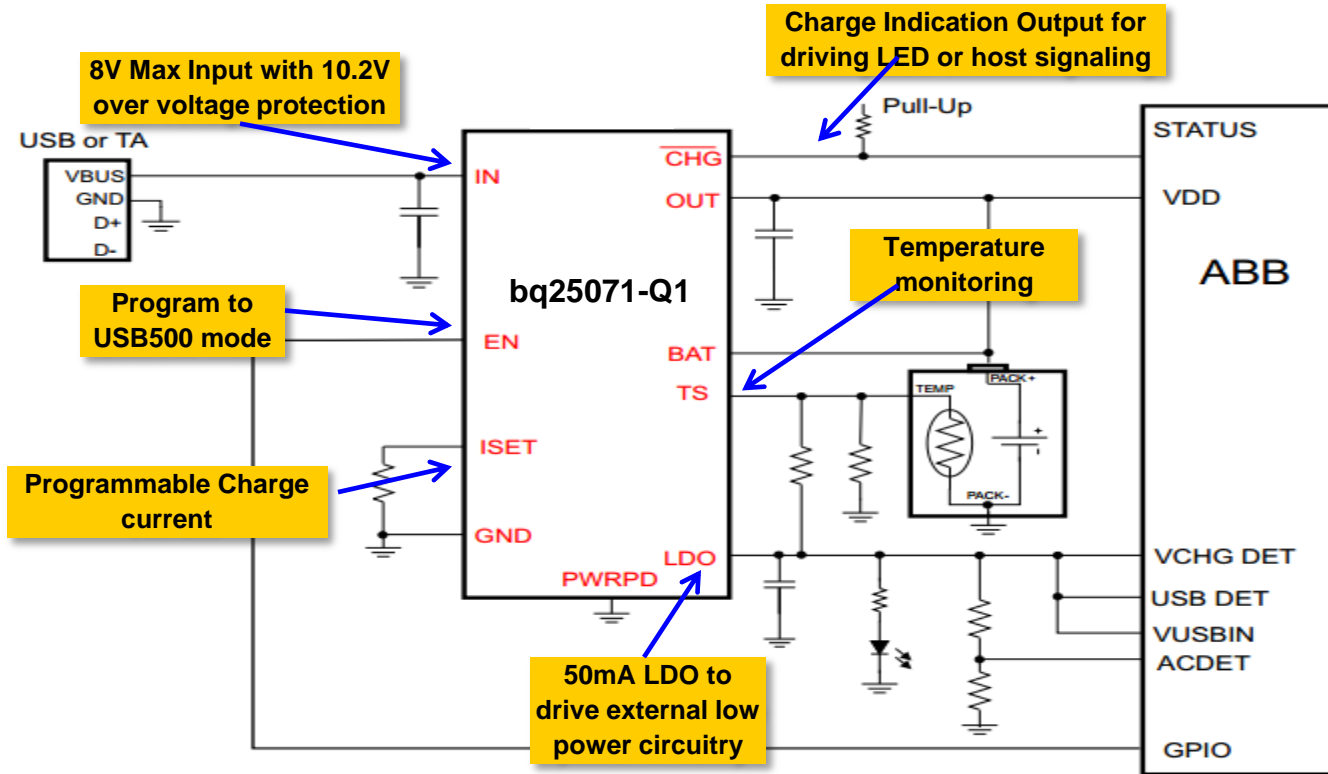 Charge Indication Output for
driving LED or host signaling
8V Max Input with 10.2V
over voltage protection
Pull-Up
USB or TA
VBUS
GND
D+
D-
IN
EN
ISET
GND
PWRPD
bq25071-Q1
CHG
OUT
BAT
TS
LDO
Temperature
monitoring
Program to
USB500 mode
Programmable Charge
current
50mA LDO to
drive external low
power circuitry
TEMP
PACK+
+
-
PACK-
STATUS
VDD
ABB
VCHG DET
USB DET
VUSBIN
ACDET
GPIO